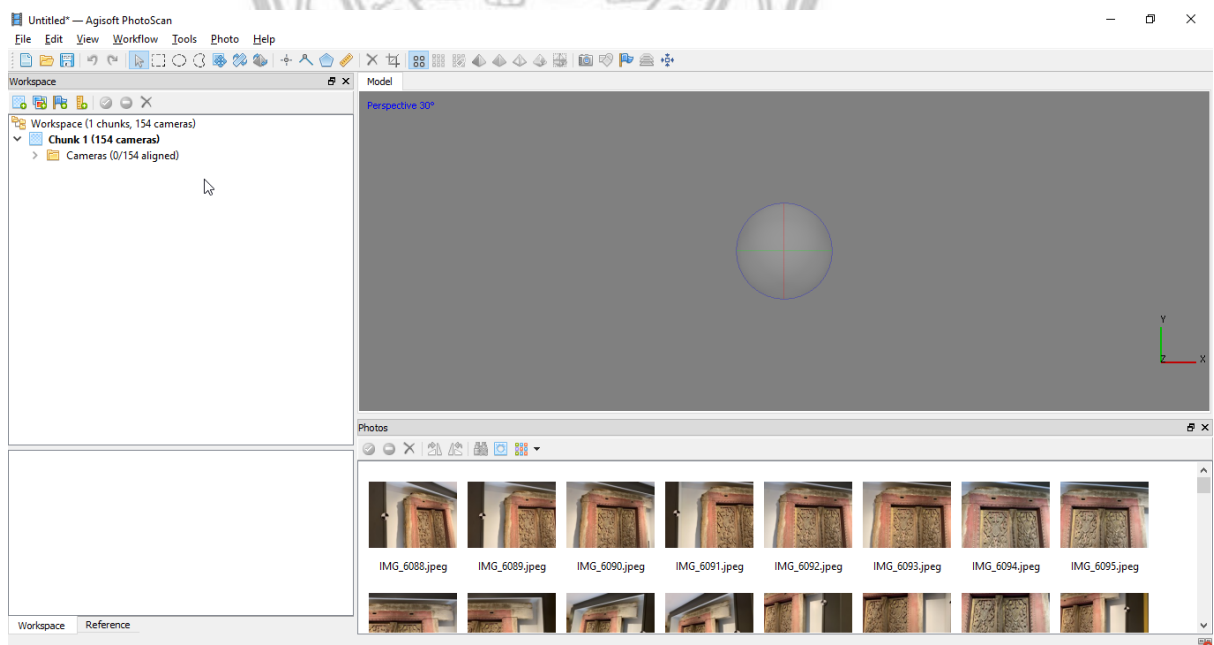 Untitled* — Agisoft PhotoScan
File Edit View Workflow Tools Photo Help
Workspace
Model
Perspective 30°
Workspace (1 chunks, 154 cameras)
Chunk 1 (154 cameras)
Cameras (0/154 aligned)
Y
Z X
Photos
IMG_6088.jpeg IMG_6089.jpeg IMG_6090.jpeg IMG_6091.jpeg IMG_6092.jpeg IMG_6093.jpeg IMG_6094.jpeg IMG_6095.jpeg
Workspace Reference